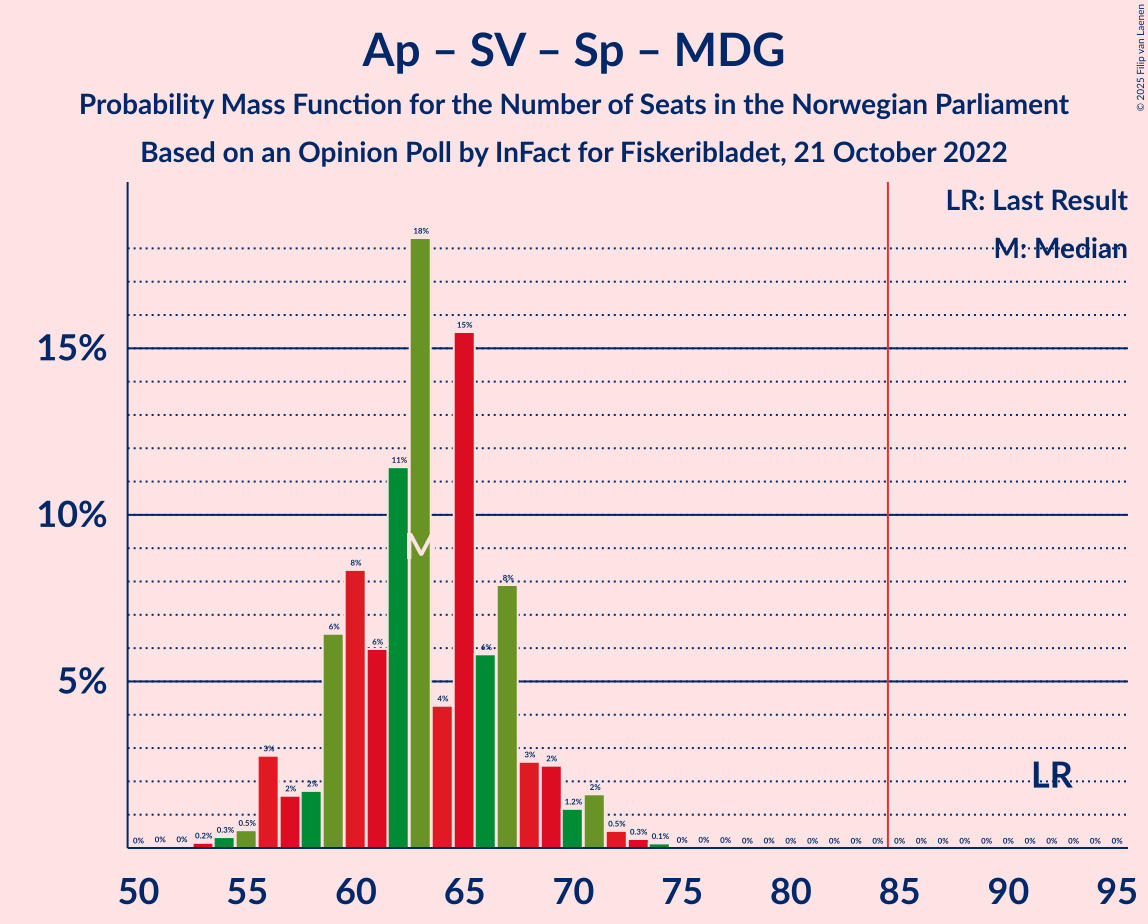 Ap – SV – Sp – MDG
Probability Mass Function for the Number of Seats in the Norwegian Parliament
Based on an Opinion Poll by InFact for Fiskeribladet, 21 October 2022
© 2025 Filip van Laenen
LR: Last Result
M: Median
15%
10%
5%
0% 0% 0% 0.2% 0.3% 0.5% 3% 2% 2% 6% 8% 6% 11% 18% 4% 15% 6% 8% 3% 2% 1.2% 2% 0.5% 0.3% 0.1% 0% 0% 0% 0% 0% 0% 0% 0% 0% 0% 0% 0% 0% 0% 0% 0% 0% 0% 0% 0% 0%
M
LR
50 55 60 65 70 75 80 85 90 95